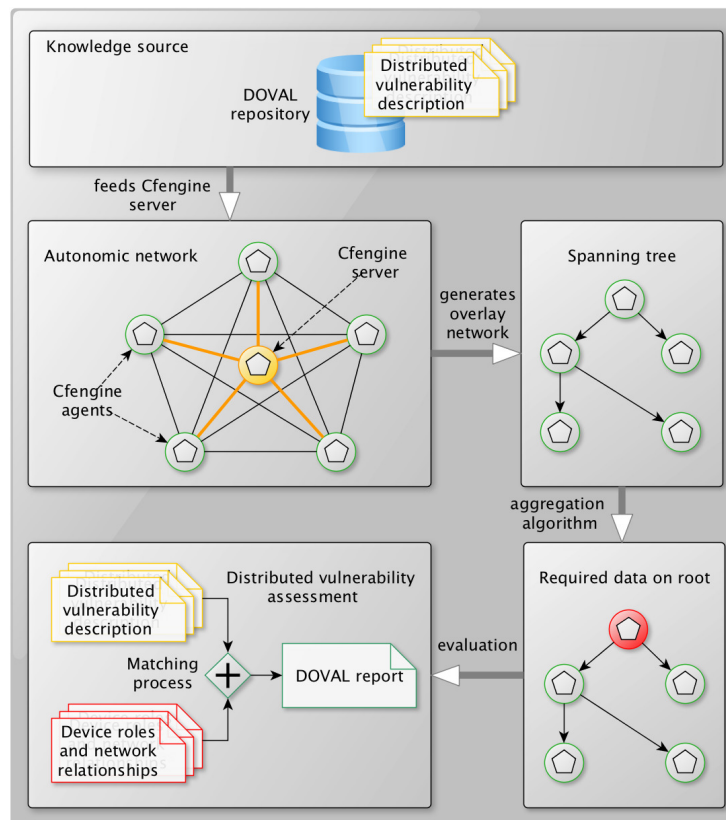 Knowledge source
DOVAL
repository
Distributed
vulnerability
description
feeds Cfengine
server
Autonomic network
Cfengine
server
Cfengine
agents
generates
overlay
network
Spanning tree
aggregation
algorithm
Required data on root
evaluation
Distributed vulnerability
assessment
Distributed
vulnerability
description
Matching
process
DOVAL report
Device roles
and network
relationships